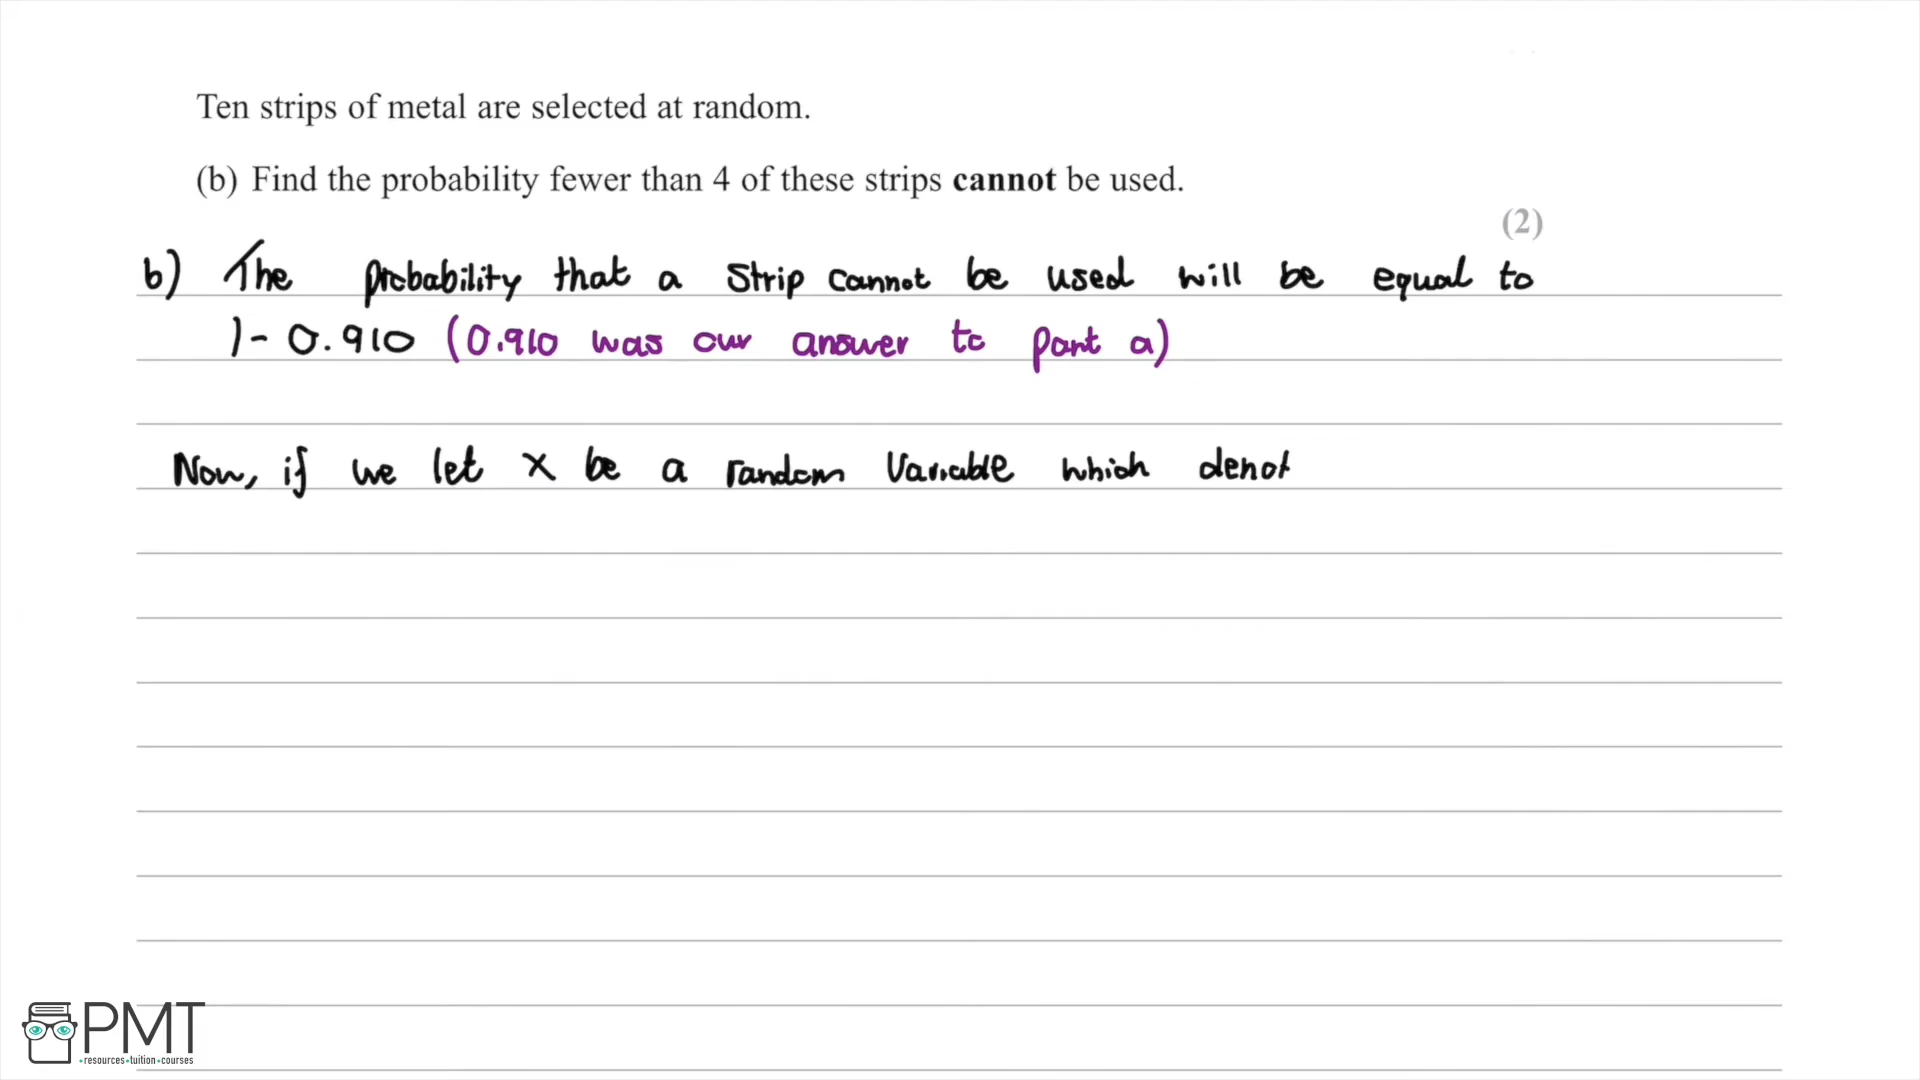 Ten strips of metal are selected at random.
(b) Find the probability fewer than 4 of these strips cannot be used.
(2)
b) The probability that a strip cannot be used will be equal to
1- 0.910 (0.910 was our answer to part a)
Now, if we let x be a random variable which denot
PMT
•resources•tuition•courses